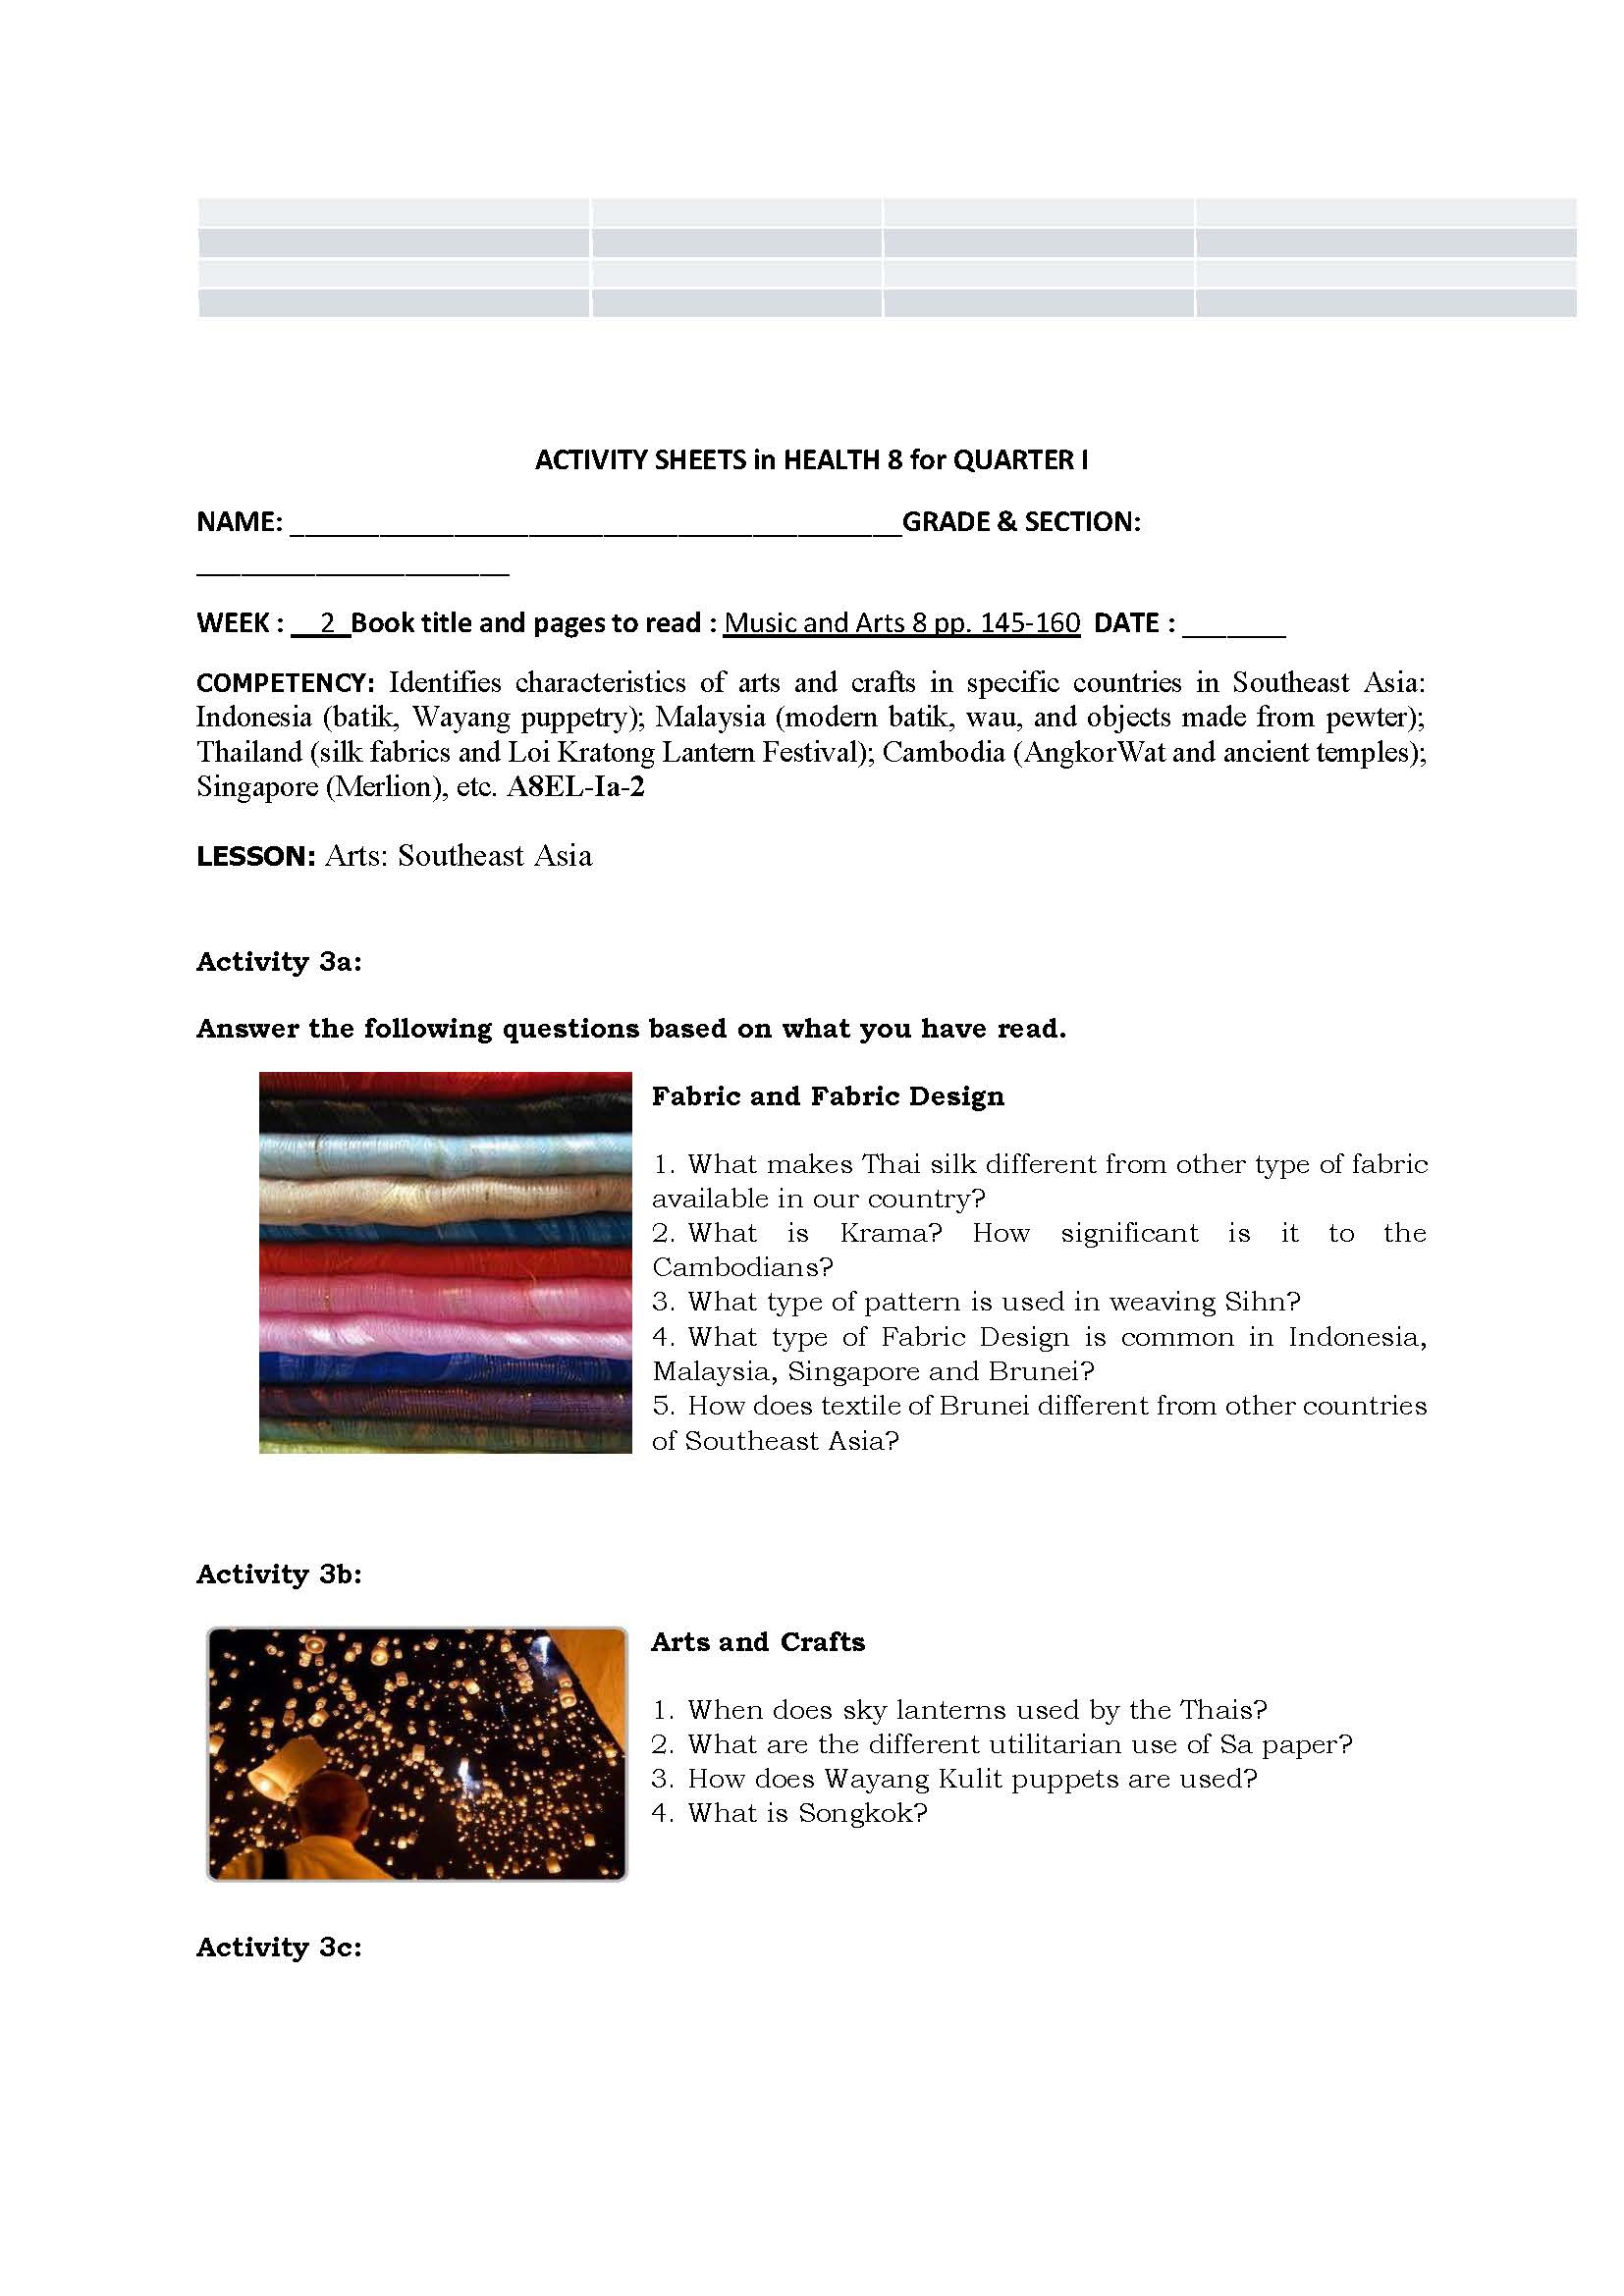 ACTIVITY SHEETS in HEALTH 8 for QUARTER I
NAME: _________________________________________GRADE & SECTION:
_____________________
WEEK : __2_Book title and pages to read : Music and Arts 8 pp. 145-160 DATE : _______
COMPETENCY: Identifies characteristics of arts and crafts in specific countries in Southeast Asia:
Indonesia (batik, Wayang puppetry); Malaysia (modern batik, wau, and objects made from pewter);
Thailand (silk fabrics and Loi Kratong Lantern Festival); Cambodia (AngkorWat and ancient temples);
Singapore (Merlion), etc. A8EL-Ia-2
LESSON: Arts: Southeast Asia
Activity 3a:
Answer the following questions based on what you have read.
Fabric and Fabric Design
1. What makes Thai silk different from other type of fabric
available in our country?
2. What is Krama? How significant is it to the
Cambodians?
3. What type of pattern is used in weaving Sihn?
4. What type of Fabric Design is common in Indonesia,
Malaysia, Singapore and Brunei?
5. How does textile of Brunei different from other countries
of Southeast Asia?
Activity 3b:
Arts and Crafts
1. When does sky lanterns used by the Thais?
2. What are the different utilitarian use of Sa paper?
3. How does Wayang Kulit puppets are used?
4. What is Songkok?
Activity 3c: